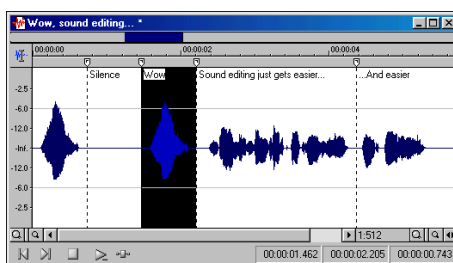 Wow, sound editing... *
00:00:00 00:00:02 00:00:04
Silence Wow Sound editing just gets easier... ...And easier
-2.5
-6.0
-12.0
-Inf.
-12.0
-6.0
-2.5
1:512
00:00:01.462 00:00:02.205 00:00:00.743